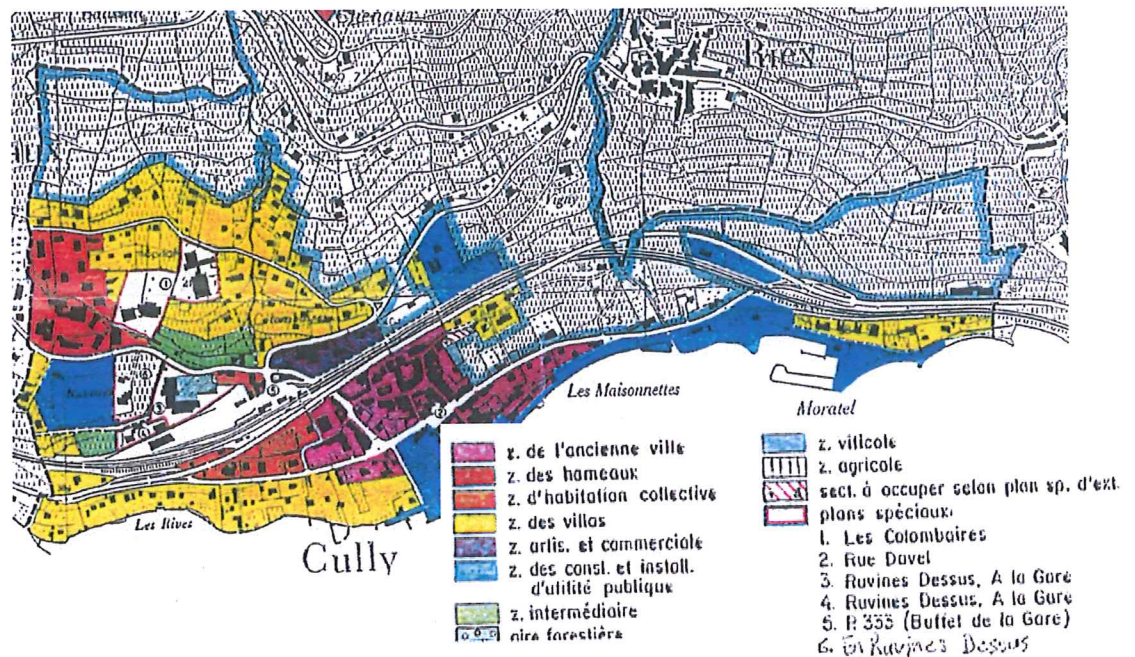 Riex
La Perle
Les Maisonnettes
Moratel
Les Rives
Cully
z. de l'ancienne ville
z. des hameaux
z. d'habitation collective
z. des villas
z. artis. et commerciale
z. des const. et install.
d'utilité publique
z. intermédiaire
aire forestière
z. viticole
z. agricole
sect. à occuper selon plan sp. d'ext.
plans spéciaux:
1. Les Colombaires
2. Rue Davel
3. Ruvines Dessus, A la Gare
4. Ruvines Dessus, A la Gare
5. P. 333 (Buffet de la Gare)
6. En Ruvines Dessus